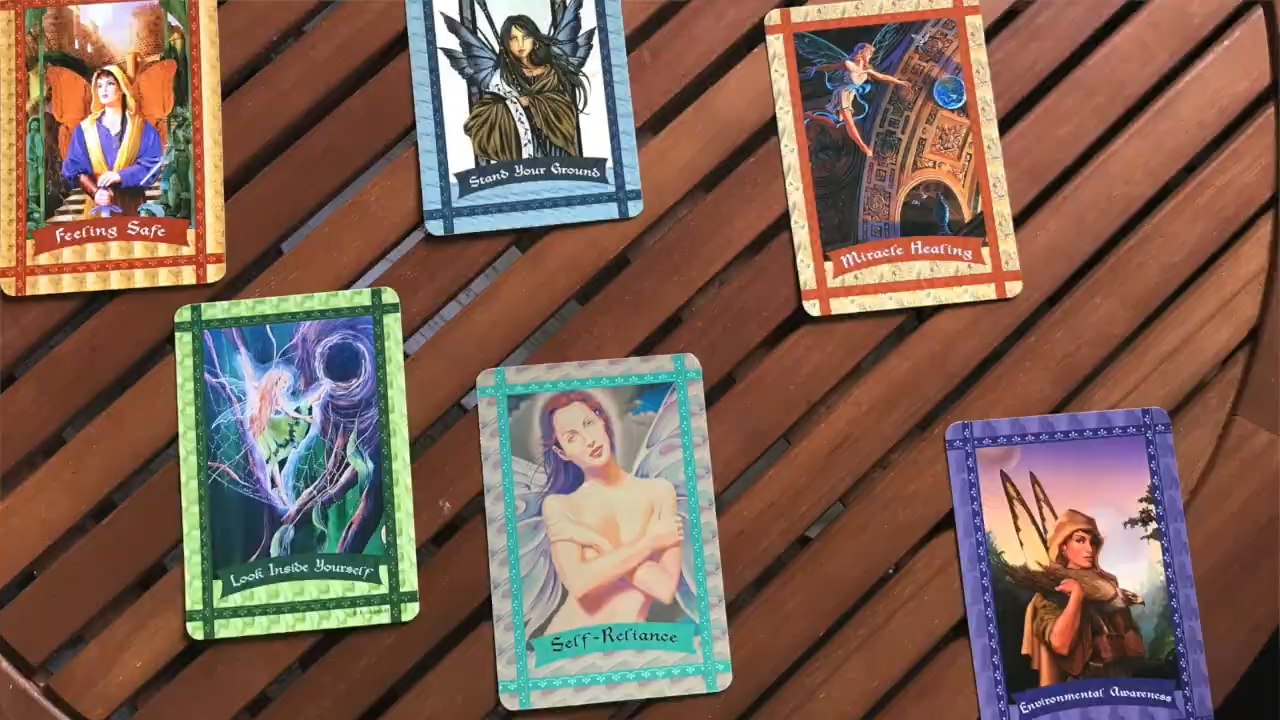 Feeling Safe
Stand Your Ground
Miracle Healing
Look Inside Yourself
Self-Reliance
Environmental Awareness